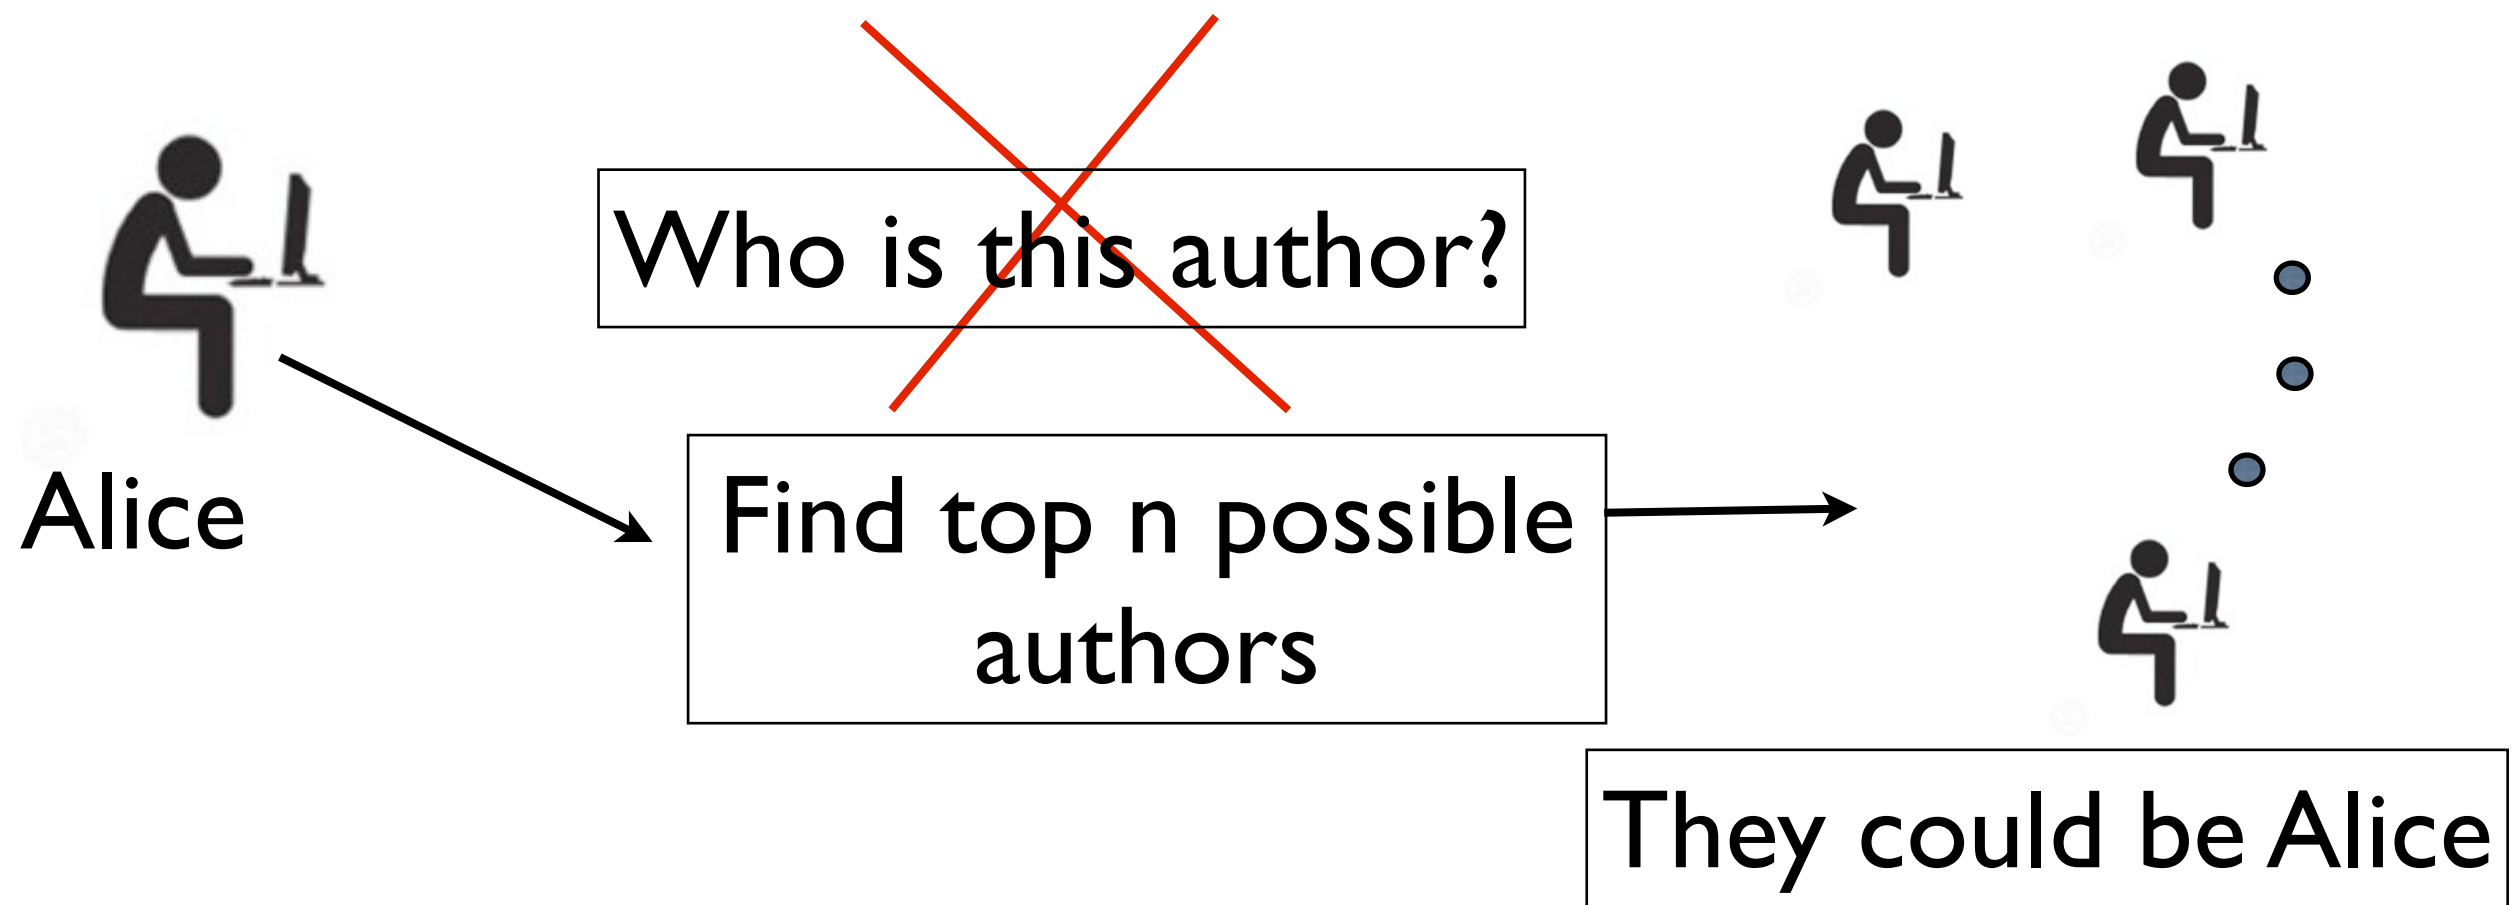 Who is this author?
Alice
Find top n possible
authors
They could be Alice